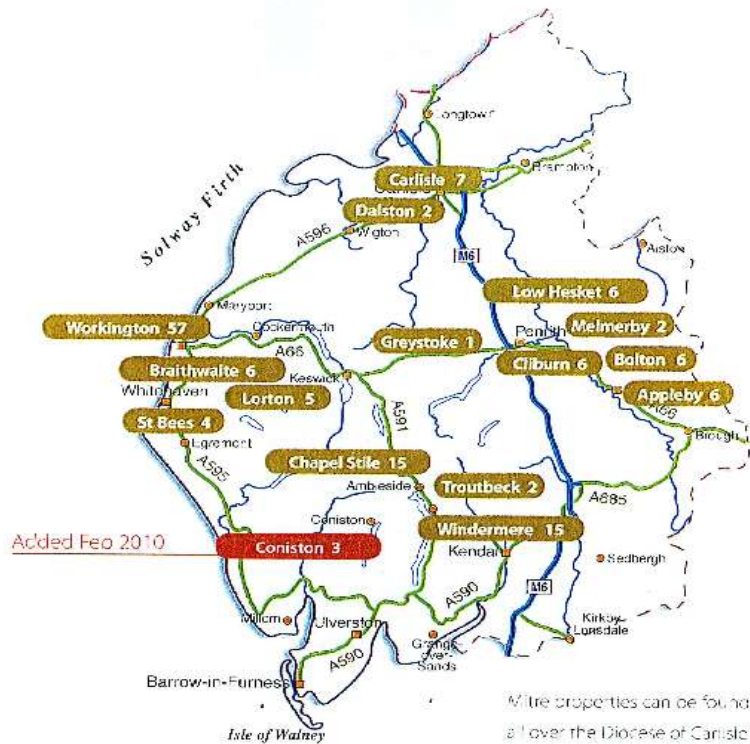 Longtown
Solway Firth
Carlisle 7
Brampton
Dalston 2
A596
Wigton
M6
Alston
Low Hesket 6
Maryport
Melmerby 2
Workington 57
Cockermouth
Greystoke 1
Penrith
A66
Cliburn 6
Bolton 6
Braithwaite 6
Keswick
Whitehaven
Lorton 5
A591
Appleby 6
A66
St Bees 4
Brough
Egremont
A595
Chapel Stile 15
Ambleside
Troutbeck 2
A685
Coniston
Windermere 15
Added Feb 2010
Coniston 3
Kendal
Sedbergh
A590
M6
Millom
Ulverston
Kirkby
Lonsdale
A590
Grange-
over-
Sands
Barrow-in-Furness
Mitre properties can be found
all over the Diocese of Carlisle
Isle of Walney